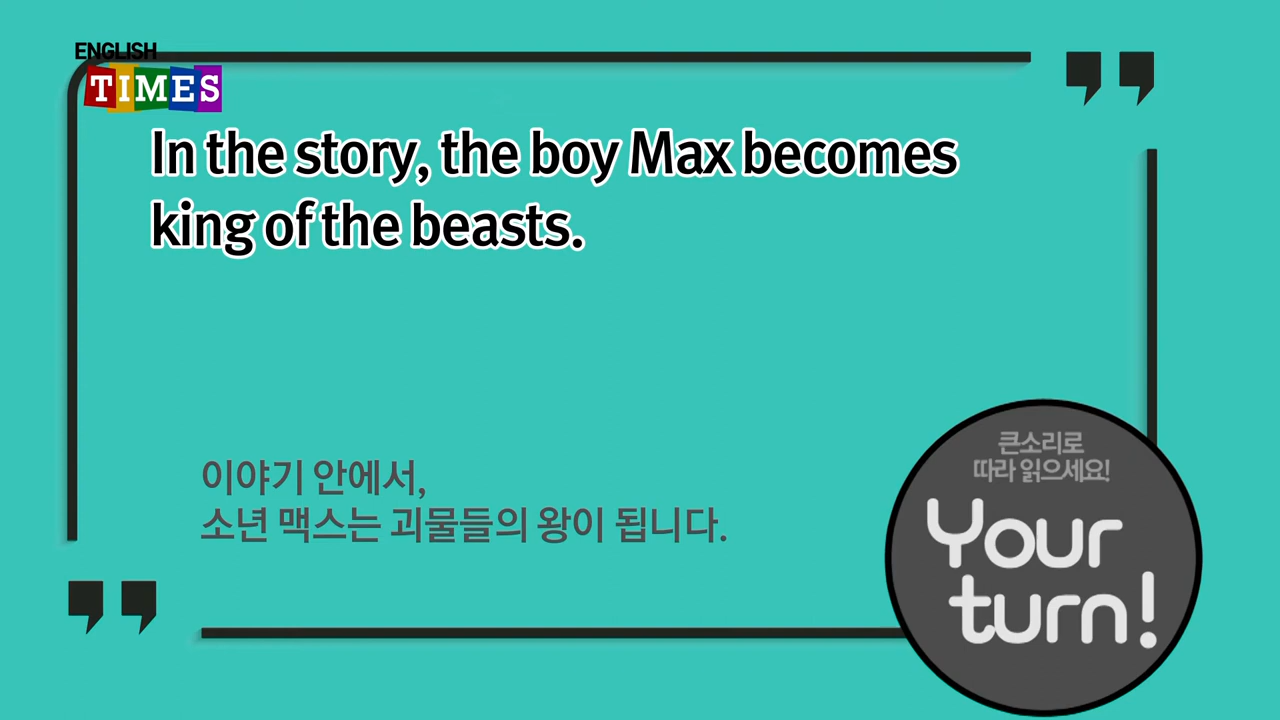 ENGLISH
TIMES
In the story, the boy Max becomes
king of the beasts.
이야기 안에서,
소년 맥스는 괴물들의 왕이 됩니다.
큰소리로
따라 읽으세요!
Your
turn!